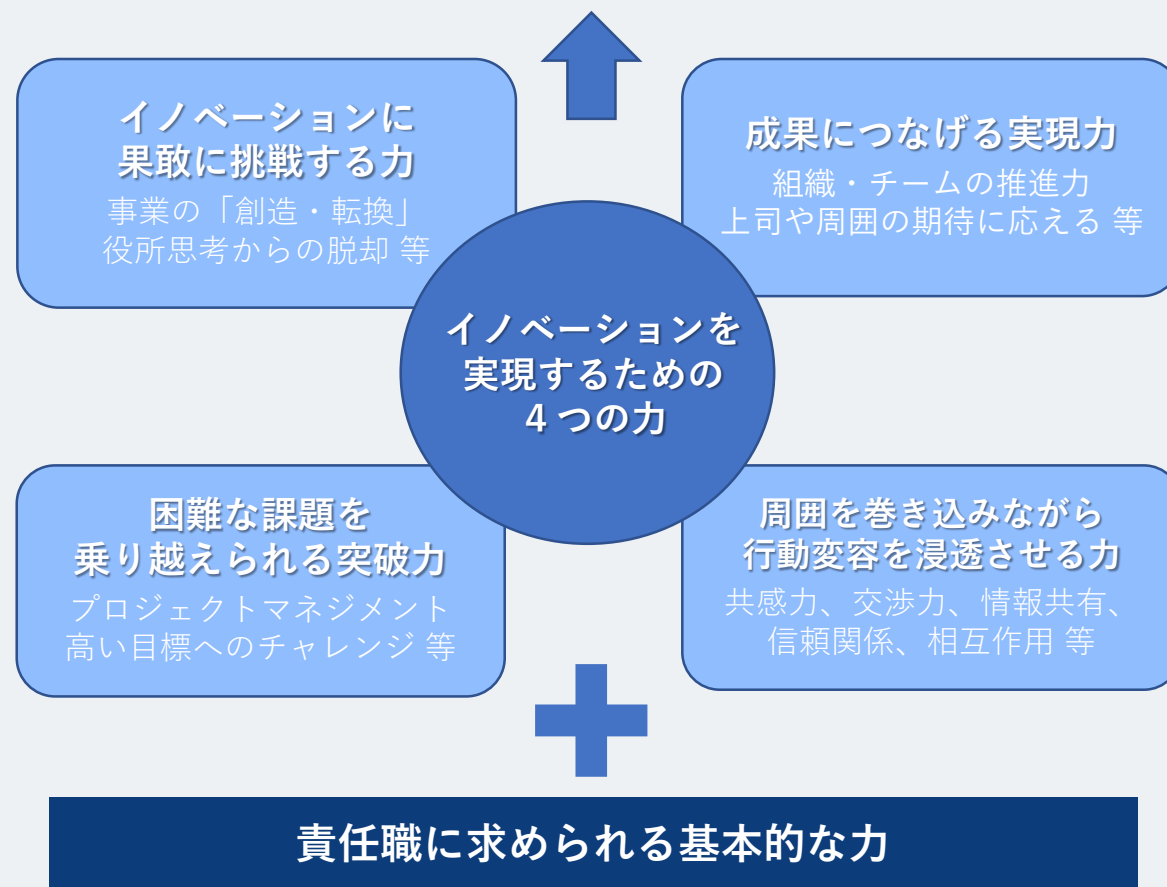 イノベーションに
果敢に挑戦する力
事業の「創造・転換」
役所思考からの脱却 等
成果につなげる実現力
組織・チームの推進力
上司や周囲の期待に応える 等
イノベーションを
実現するための
４つの力
困難な課題を
乗り越えられる突破力
プロジェクトマネジメント
高い目標へのチャレンジ 等
周囲を巻き込みながら
行動変容を浸透させる力
共感力、交渉力、情報共有、
信頼関係、相互作用 等
責任職に求められる基本的な力